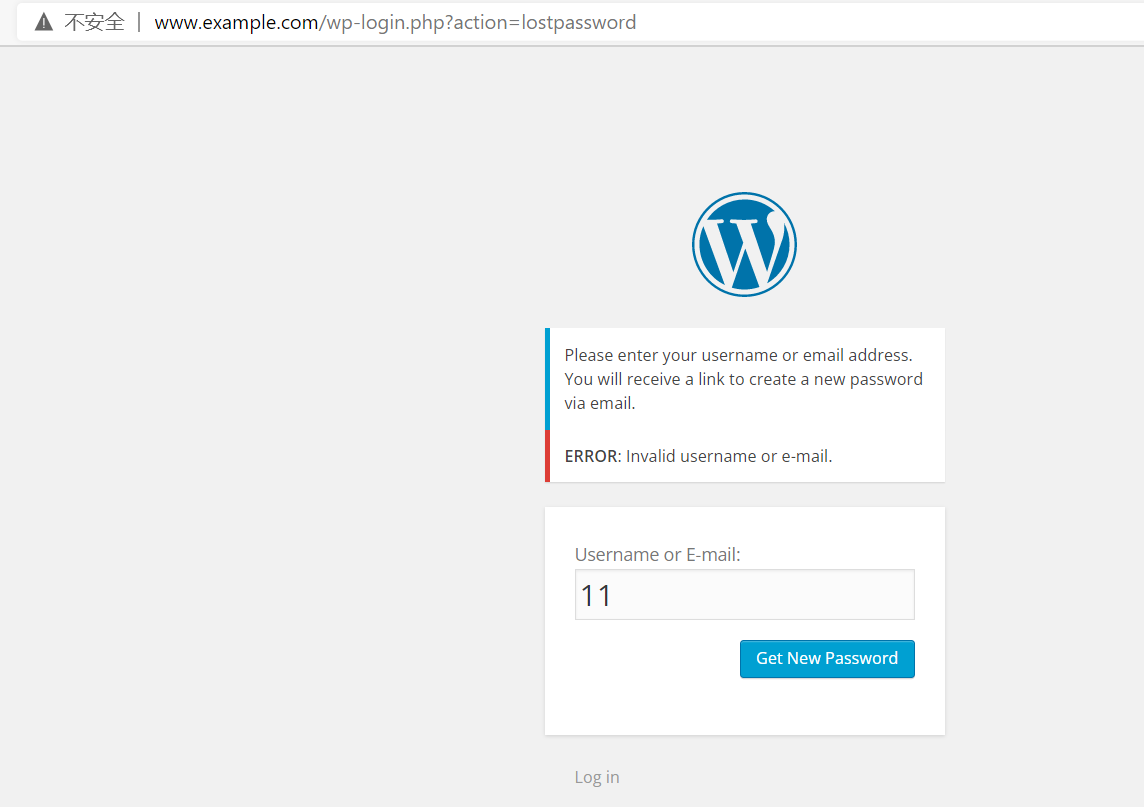 不安全 | www.example.com/wp-login.php?action=lostpassword
Please enter your username or email address.
You will receive a link to create a new password
via email.
ERROR: Invalid username or e-mail.
Username or E-mail:
11
Get New Password
Log in